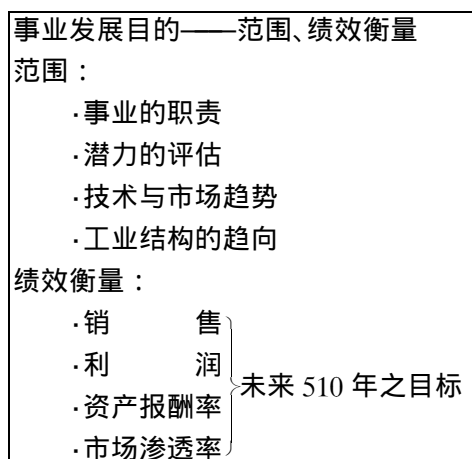 事业发展目的——范围、绩效衡量
范围：
·事业的职责
·潜力的评估
·技术与市场趋势
·工业结构的趋向
绩效衡量：
·销 售
·利 润
·资产报酬率
·市场渗透率
未来 510 年之目标